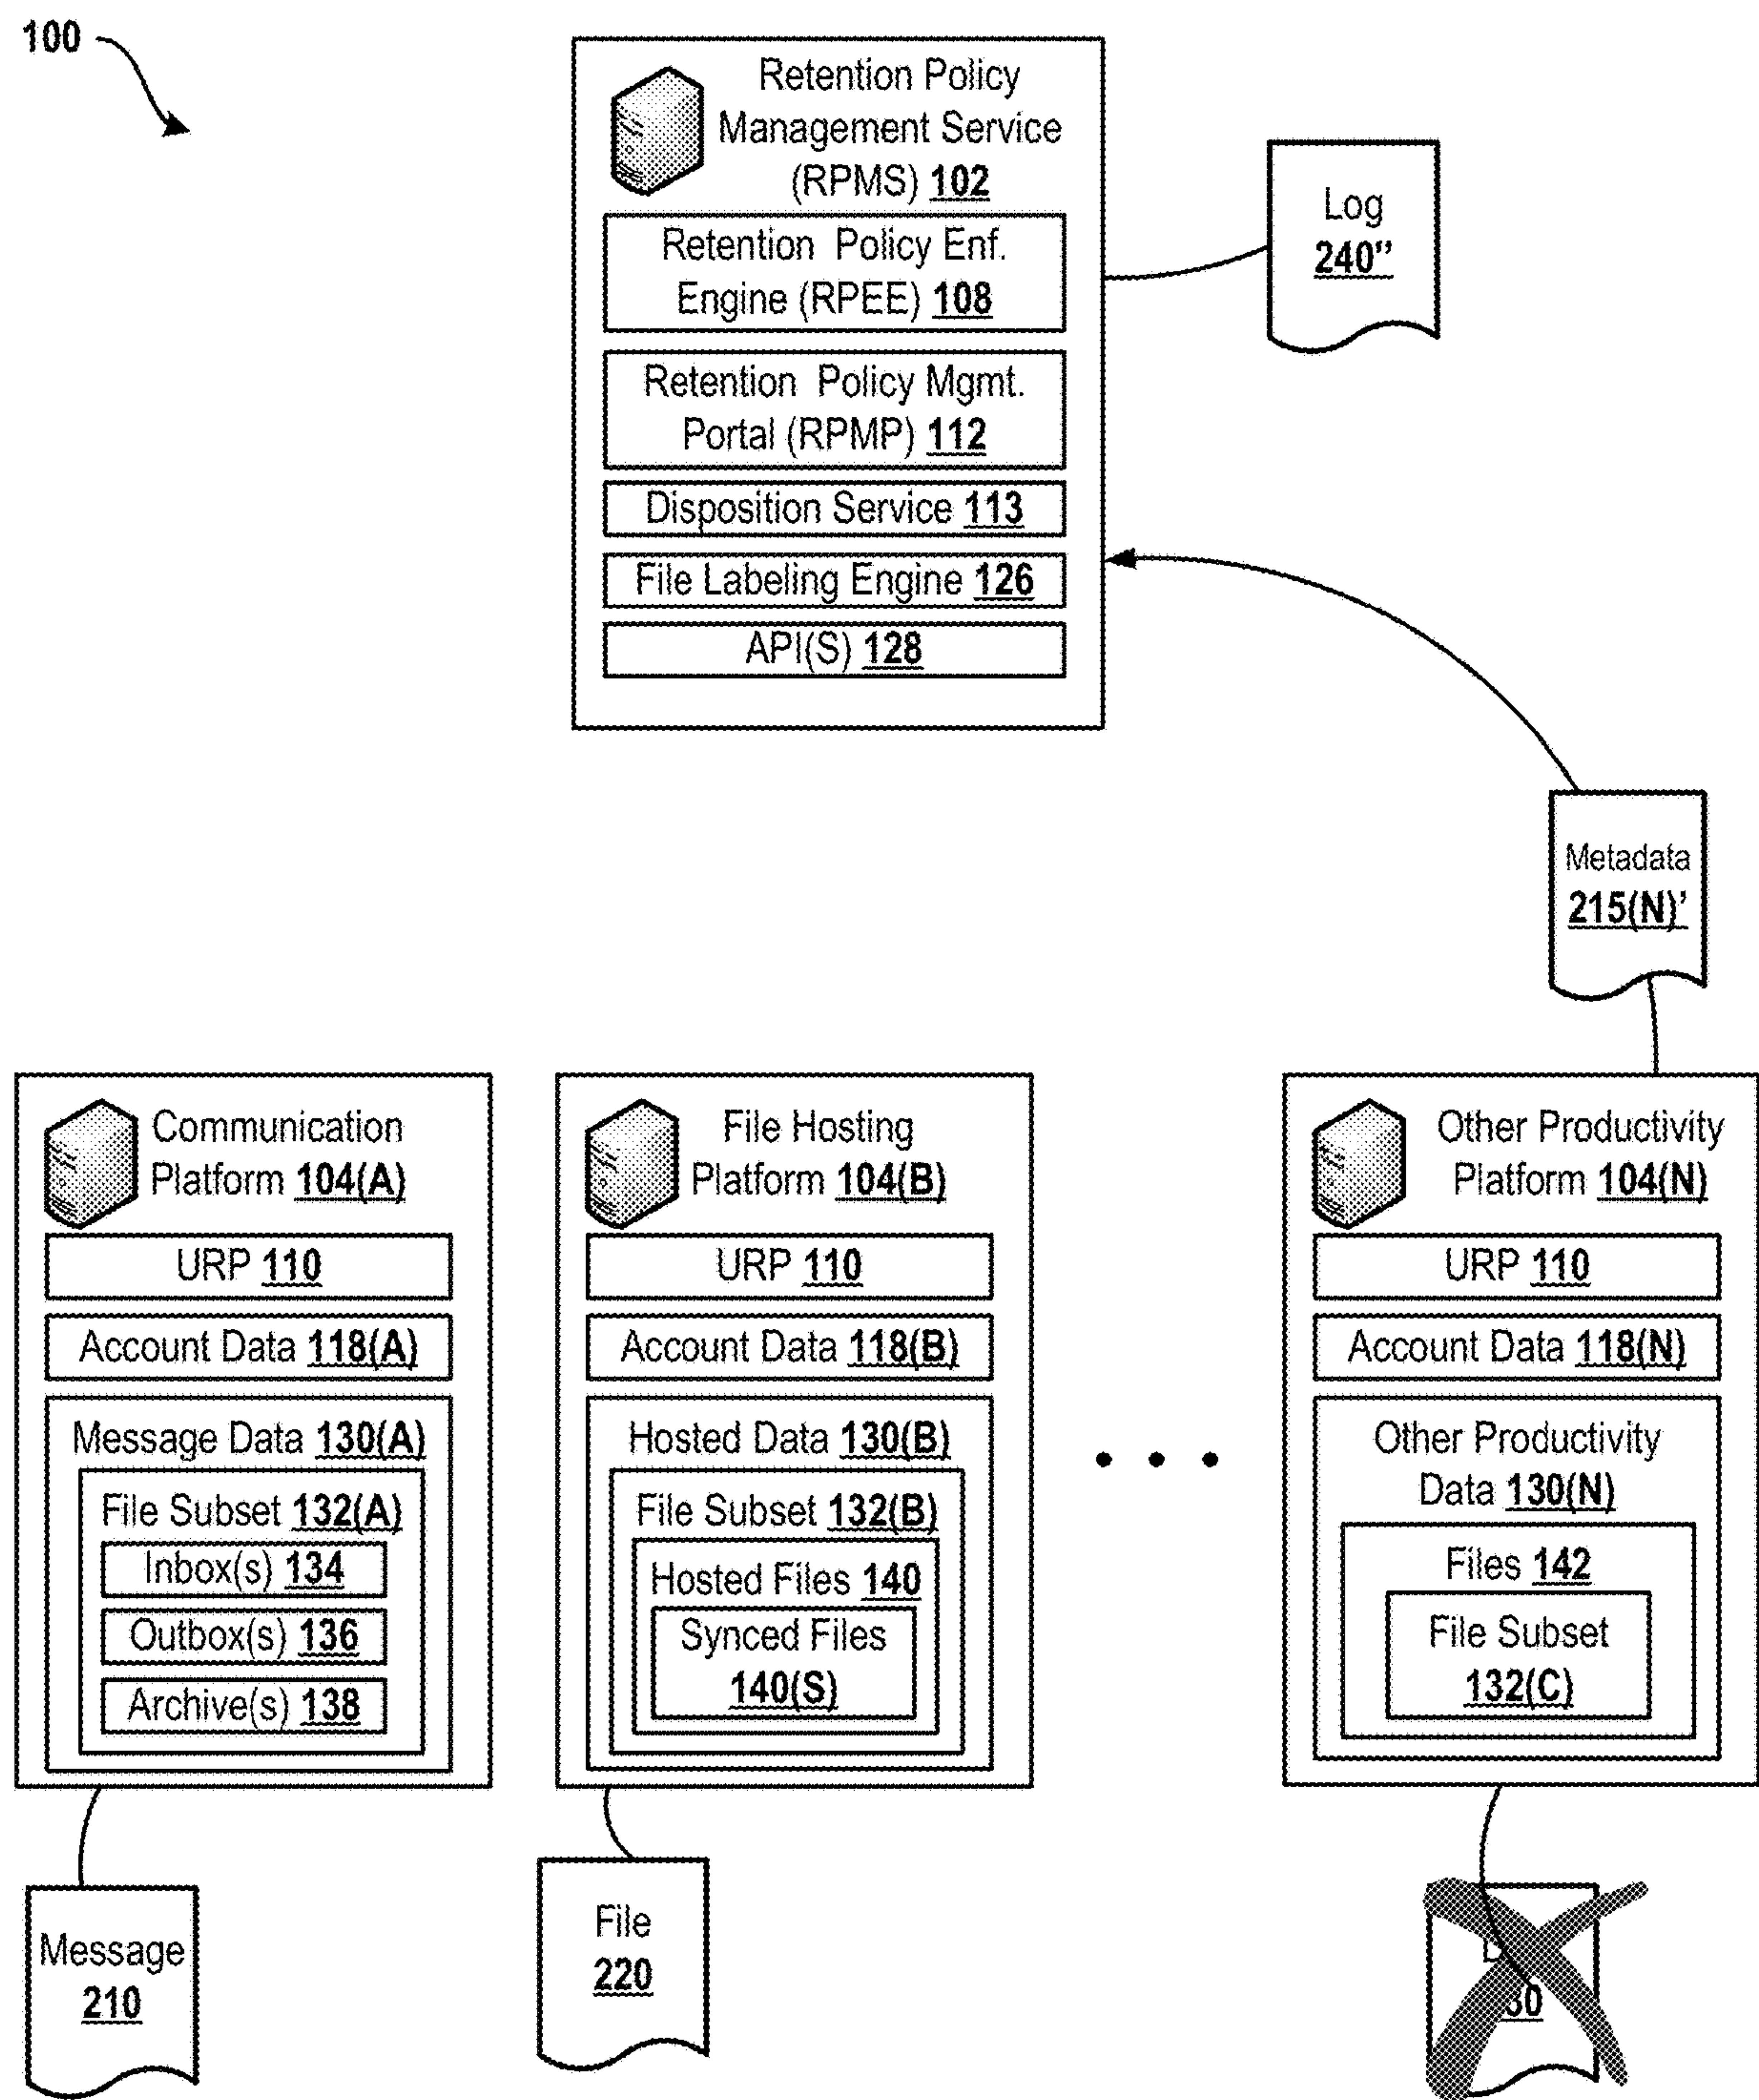 100
Retention Policy
Management Service
(RPMS) 102
Retention Policy Enf.
Engine (RPEE) 108
Retention Policy Mgmt.
Portal (RPMP) 112
Disposition Service 113
File Labeling Engine 126
API(S) 128
Log
240”
Metadata
215(N)’
Communication
Platform 104(A)
URP 110
Account Data 118(A)
Message Data 130(A)
File Subset 132(A)
Inbox(s) 134
Outbox(s) 136
Archive(s) 138
File Hosting
Platform 104(B)
URP 110
Account Data 118(B)
Hosted Data 130(B)
File Subset 132(B)
Hosted Files 140
Synced Files
140(S)
Other Productivity
Platform 104(N)
URP 110
Account Data 118(N)
Other Productivity
Data 130(N)
Files 142
File Subset
132(C)
Message
210
File
220